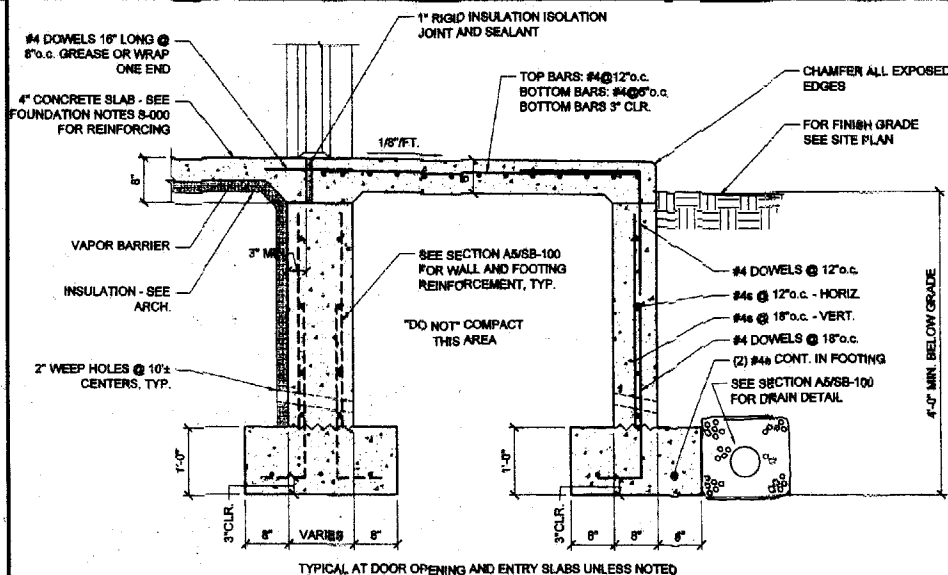 1" RIGID INSULATION ISOLATION
JOINT AND SEALANT
#4 DOWELS 16" LONG @
8"o.c. GREASE OR WRAP
ONE END
TOP BARS: #4@12"o.c.
BOTTOM BARS: #4@6"o.c.
BOTTOM BARS 3" CLR.
CHAMFER ALL EXPOSED
EDGES
4" CONCRETE SLAB - SEE
FOUNDATION NOTES S-000
FOR REINFORCING
FOR FINISH GRADE
SEE SITE PLAN
1/8"/FT.
8"
VAPOR BARRIER
3"
SEE SECTION A5/SB-100
FOR WALL AND FOOTING
REINFORCEMENT, TYP.
#4 DOWELS @ 12"o.c.
INSULATION - SEE
ARCH.
#4s @ 12"o.c. - HORIZ.
"DO NOT" COMPACT
THIS AREA
#4s @ 18"o.c. - VERT.
#4 DOWELS @ 18"o.c.
2" WEEP HOLES @ 10'±
CENTERS, TYP.
(2) #4s CONT. IN FOOTING
SEE SECTION A5/SB-100
FOR DRAIN DETAIL
4'-0" MIN. BELOW GRADE
1'-0"
1'-0"
3"CLR.
3"CLR.
8"
VARIES
8"
8"
TYPICAL AT DOOR OPENING AND ENTRY SLABS UNLESS NOTED